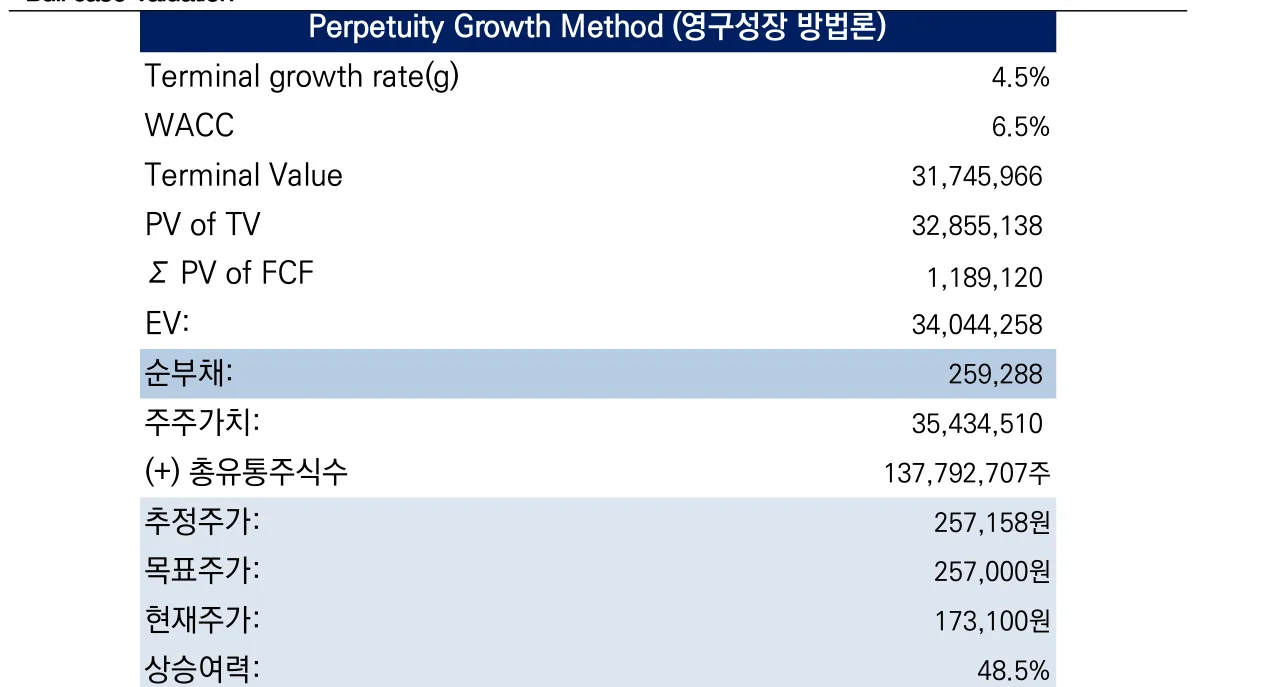 Bull case valuation
Perpetuity Growth Method (영구성장 방법론)
Terminal growth rate(g) 4.5%
WACC 6.5%
Terminal Value 31,745,966
PV of TV 32,855,138
Σ PV of FCF 1,189,120
EV: 34,044,258
순부채: 259,288
주주가치: 35,434,510
(+) 총유통주식수 137,792,707주
추정주가: 257,158원
목표주가: 257,000원
현재주가: 173,100원
상승여력: 48.5%